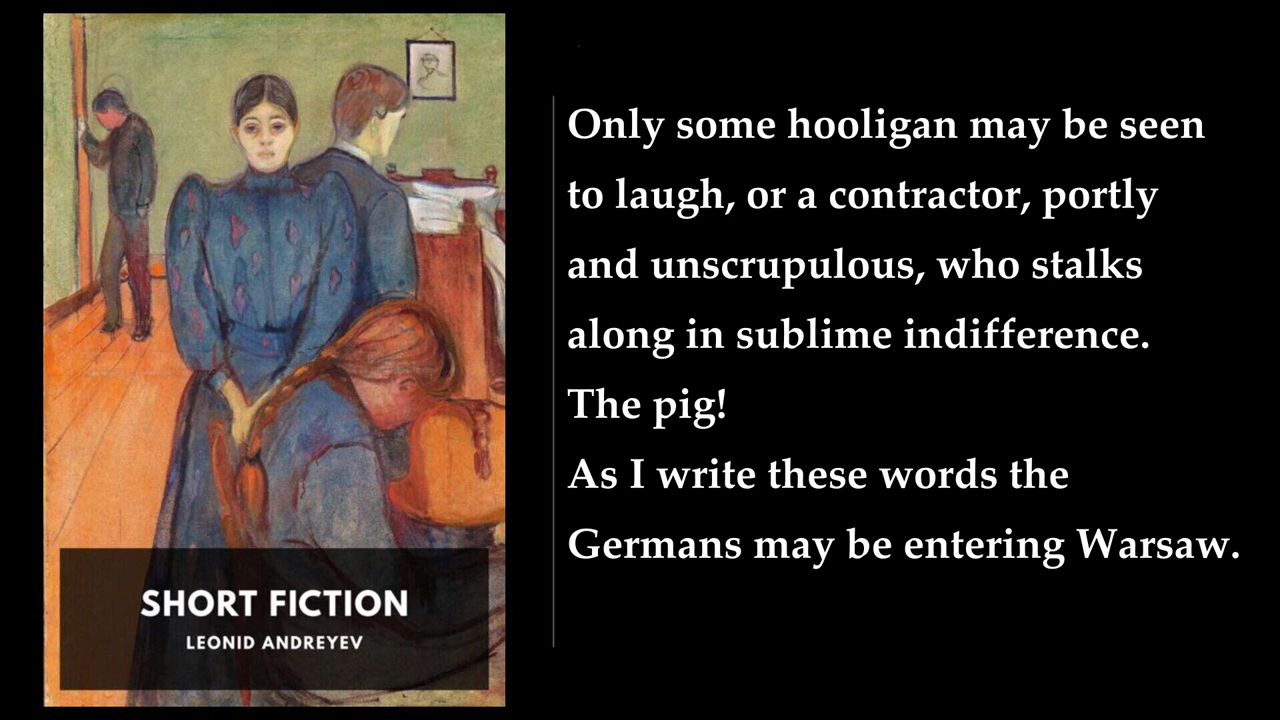 Only some hooligan may be seen
to laugh, or a contractor, portly
and unscrupulous, who stalks
along in sublime indifference.
The pig!
As I write these words the
Germans may be entering Warsaw.
SHORT FICTION
LEONID ANDREYEV